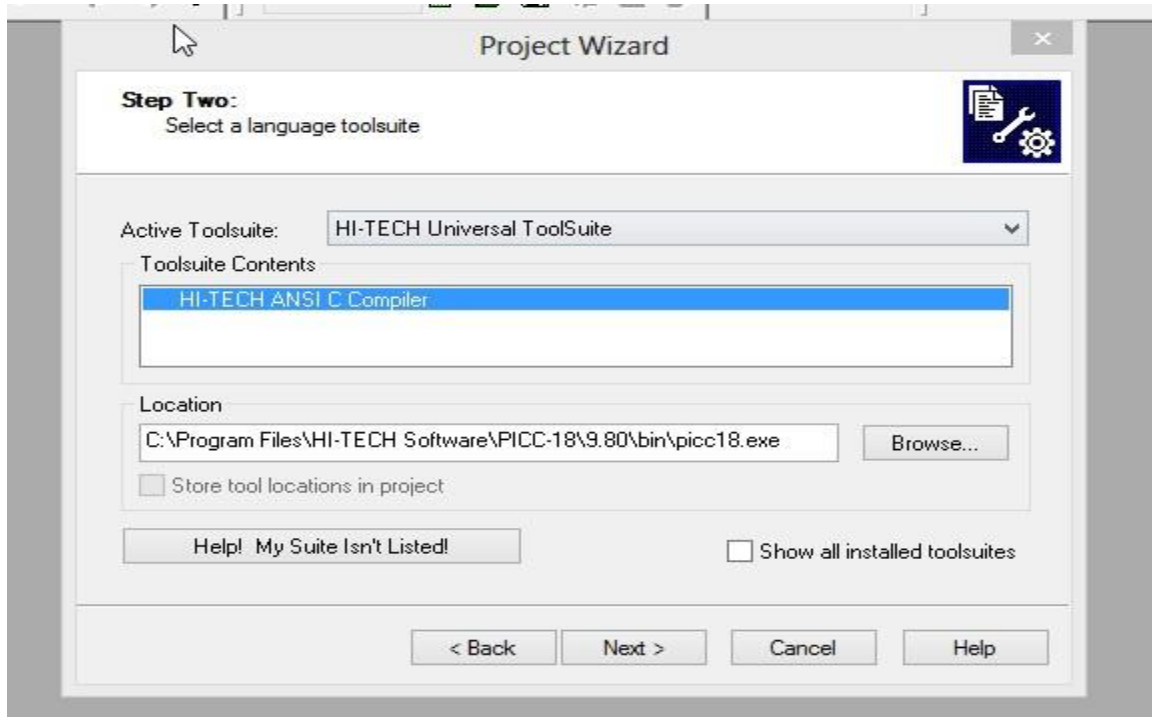 Project Wizard
Step Two:
Select a language toolsuite
Active Toolsuite: HI-TECH Universal ToolSuite
Toolsuite Contents
HI-TECH ANSI C Compiler
Location
C:\Program Files\HI-TECH Software\PICC-18\9.80\bin\picc18.exe Browse...
Store tool locations in project
Help! My Suite Isn't Listed! Show all installed toolsuites
< Back Next > Cancel Help